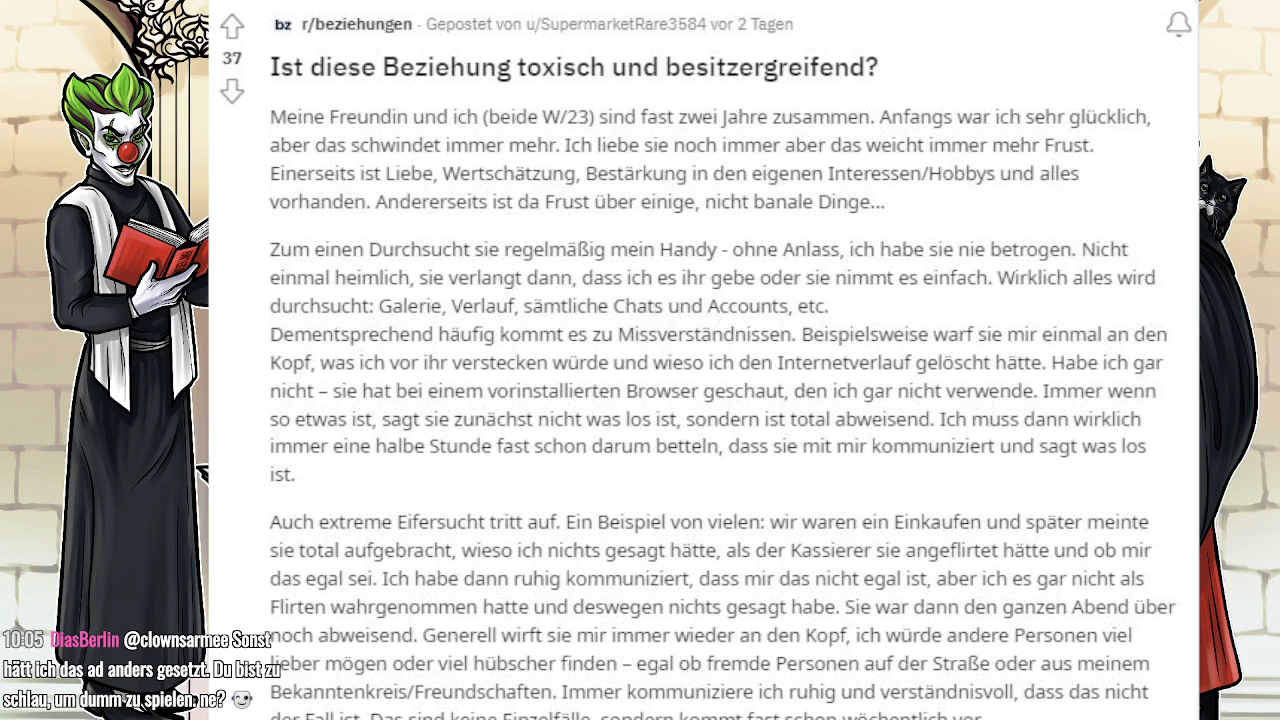 bz r/beziehungen · Gepostet von u/SupermarketRare3584 vor 2 Tagen
37
Ist diese Beziehung toxisch und besitzergreifend?
Meine Freundin und ich (beide W/23) sind fast zwei Jahre zusammen. Anfangs war ich sehr glücklich,
aber das schwindet immer mehr. Ich liebe sie noch immer aber das weicht immer mehr Frust.
Einerseits ist Liebe, Wertschätzung, Bestärkung in den eigenen Interessen/Hobbys und alles
vorhanden. Andererseits ist da Frust über einige, nicht banale Dinge...
Zum einen Durchsucht sie regelmäßig mein Handy - ohne Anlass, ich habe sie nie betrogen. Nicht
einmal heimlich, sie verlangt dann, dass ich es ihr gebe oder sie nimmt es einfach. Wirklich alles wird
durchsucht: Galerie, Verlauf, sämtliche Chats und Accounts, etc.
Dementsprechend häufig kommt es zu Missverständnissen. Beispielsweise warf sie mir einmal an den
Kopf, was ich vor ihr verstecken würde und wieso ich den Internetverlauf gelöscht hätte. Habe ich gar
nicht – sie hat bei einem vorinstallierten Browser geschaut, den ich gar nicht verwende. Immer wenn
so etwas ist, sagt sie zunächst nicht was los ist, sondern ist total abweisend. Ich muss dann wirklich
immer eine halbe Stunde fast schon darum betteln, dass sie mit mir kommuniziert und sagt was los
ist.
Auch extreme Eifersucht tritt auf. Ein Beispiel von vielen: wir waren ein Einkaufen und später meinte
sie total aufgebracht, wieso ich nichts gesagt hätte, als der Kassierer sie angeflirtet hätte und ob mir
das egal sei. Ich habe dann ruhig kommuniziert, dass mir das nicht egal ist, aber ich es gar nicht als
Flirten wahrgenommen hatte und deswegen nichts gesagt habe. Sie war dann den ganzen Abend über
noch abweisend. Generell wirft sie mir immer wieder an den Kopf, ich würde andere Personen viel
lieber mögen oder viel hübscher finden – egal ob fremde Personen auf der Straße oder aus meinem
Bekanntenkreis/Freundschaften. Immer kommuniziere ich ruhig und verständnisvoll, dass das nicht
der Fall ist. Das sind keine Einzelfälle, sondern kommt fast schon wöchentlich vor.
10:05 DiasBerlin @clownsarmee Sonst
hätt ich das ad anders gesetzt. Du bist zu
schlau, um dumm zu spielen. ne?